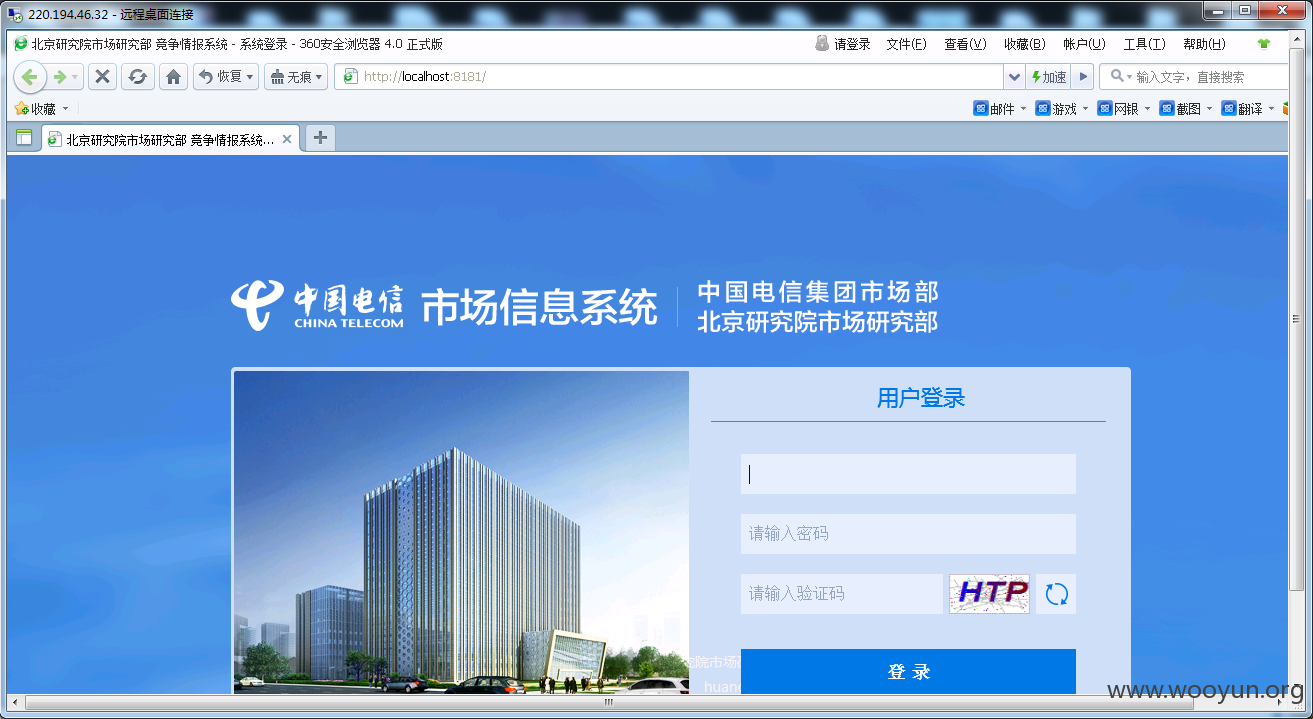 220.194.46.32 - 远程桌面连接
北京研究院市场研究部 竞争情报系统 - 系统登录 - 360安全浏览器 4.0 正式版
请登录 文件(F) 查看(V) 收藏(B) 帐户(U) 工具(T) 帮助(H)
恢复 无痕 http://localhost:8181/ 加速 输入文字，直接搜索
收藏 邮件 游戏 网银 截图 翻译
北京研究院市场研究部 竞争情报系统...
中国电信 CHINA TELECOM
市场信息系统
中国电信集团市场部
北京研究院市场研究部
用户登录
请输入密码
请输入验证码 HTP
究院市场
登 录
huan
www.wooyun.org